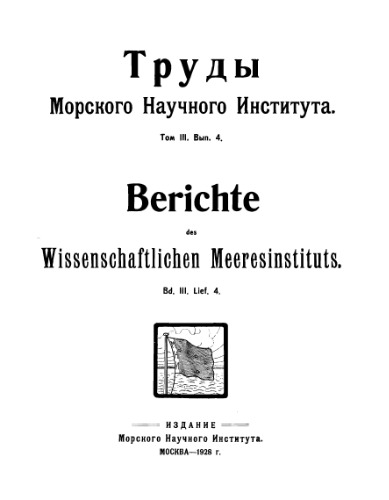 Труды
Морского Научного Института.
Том III. Вып. 4.
Berichte
des
Wissenschaftlichen Meeresinstituts.
Bd. III. Lief. 4.
ИЗДАНИЕ
Морского Научного Института.
МОСКВА—1928 г.